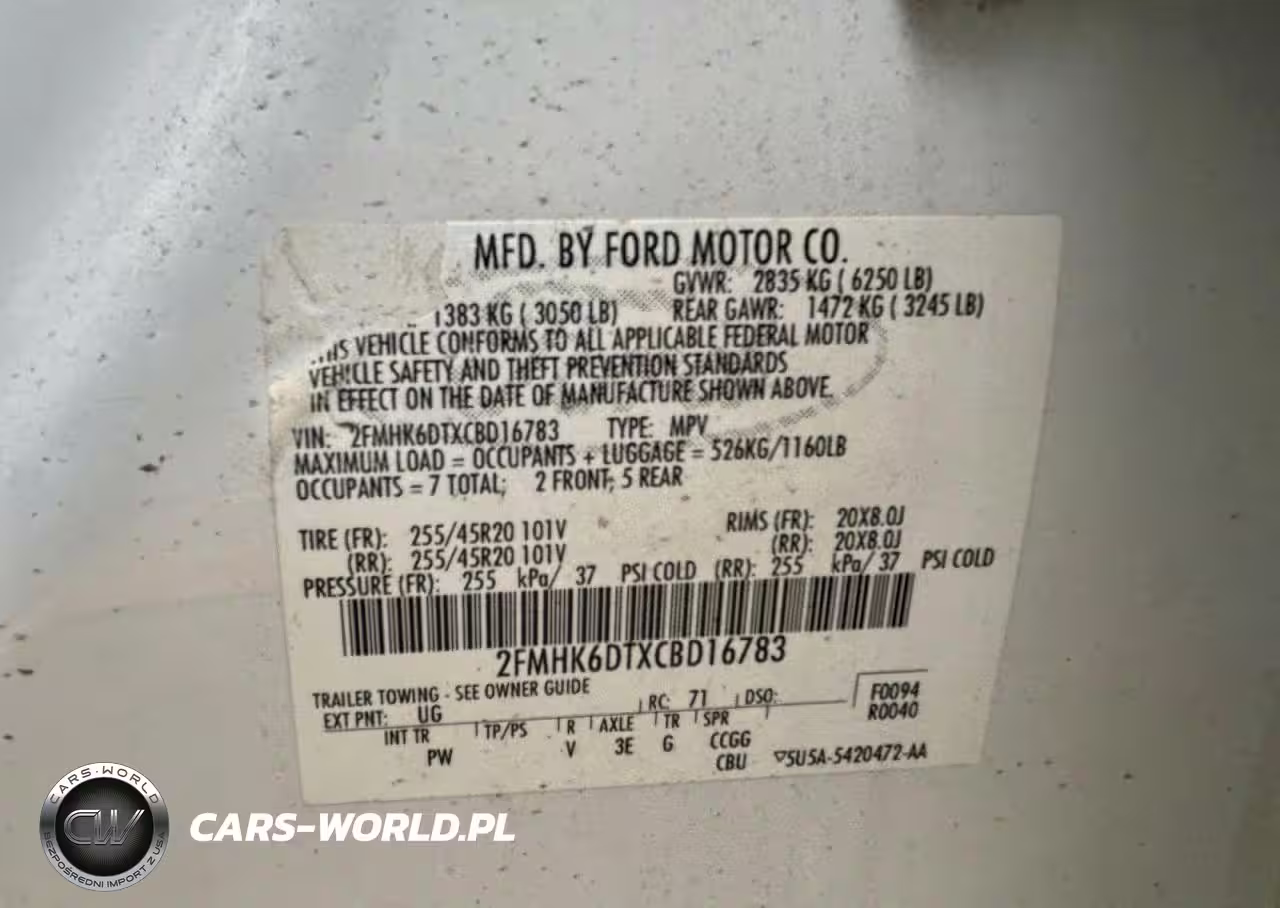 MFD. BY FORD MOTOR CO.
GVWR: 2835 KG ( 6250 LB)
1383 KG ( 3050 LB) REAR GAWR: 1472 KG ( 3245 LB)
VEHICLE CONFORMS TO ALL APPLICABLE FEDERAL MOTOR
VEHICLE SAFETY AND THEFT PREVENTION STANDARDS
IN EFFECT ON THE DATE OF MANUFACTURE SHOWN ABOVE.
VIN: 2FMHK6DTXCBD16783 TYPE: MPV
MAXIMUM LOAD = OCCUPANTS + LUGGAGE = 526KG/1160LB
OCCUPANTS = 7 TOTAL; 2 FRONT; 5 REAR
TIRE (FR): 255/45R20 101V RIMS (FR): 20X8.0J
(RR): 255/45R20 101V (RR): 20X8.0J
PRESSURE (FR): 255 kPa/ 37 PSI COLD (RR): 255 kPa/ 37 PSI COLD
2FMHK6DTXCBD16783
TRAILER TOWING - SEE OWNER GUIDE
EXT PNT: UG RC: 71 DSO: F0094
R0040
INT TR TP/PS R AXLE TR SPR
PW V 3E G CCGG
CBU ▽5U5A-5420472-AA
CARS-WORLD
CW
BEZPOŚREDNI IMPORT Z USA
CARS-WORLD.PL